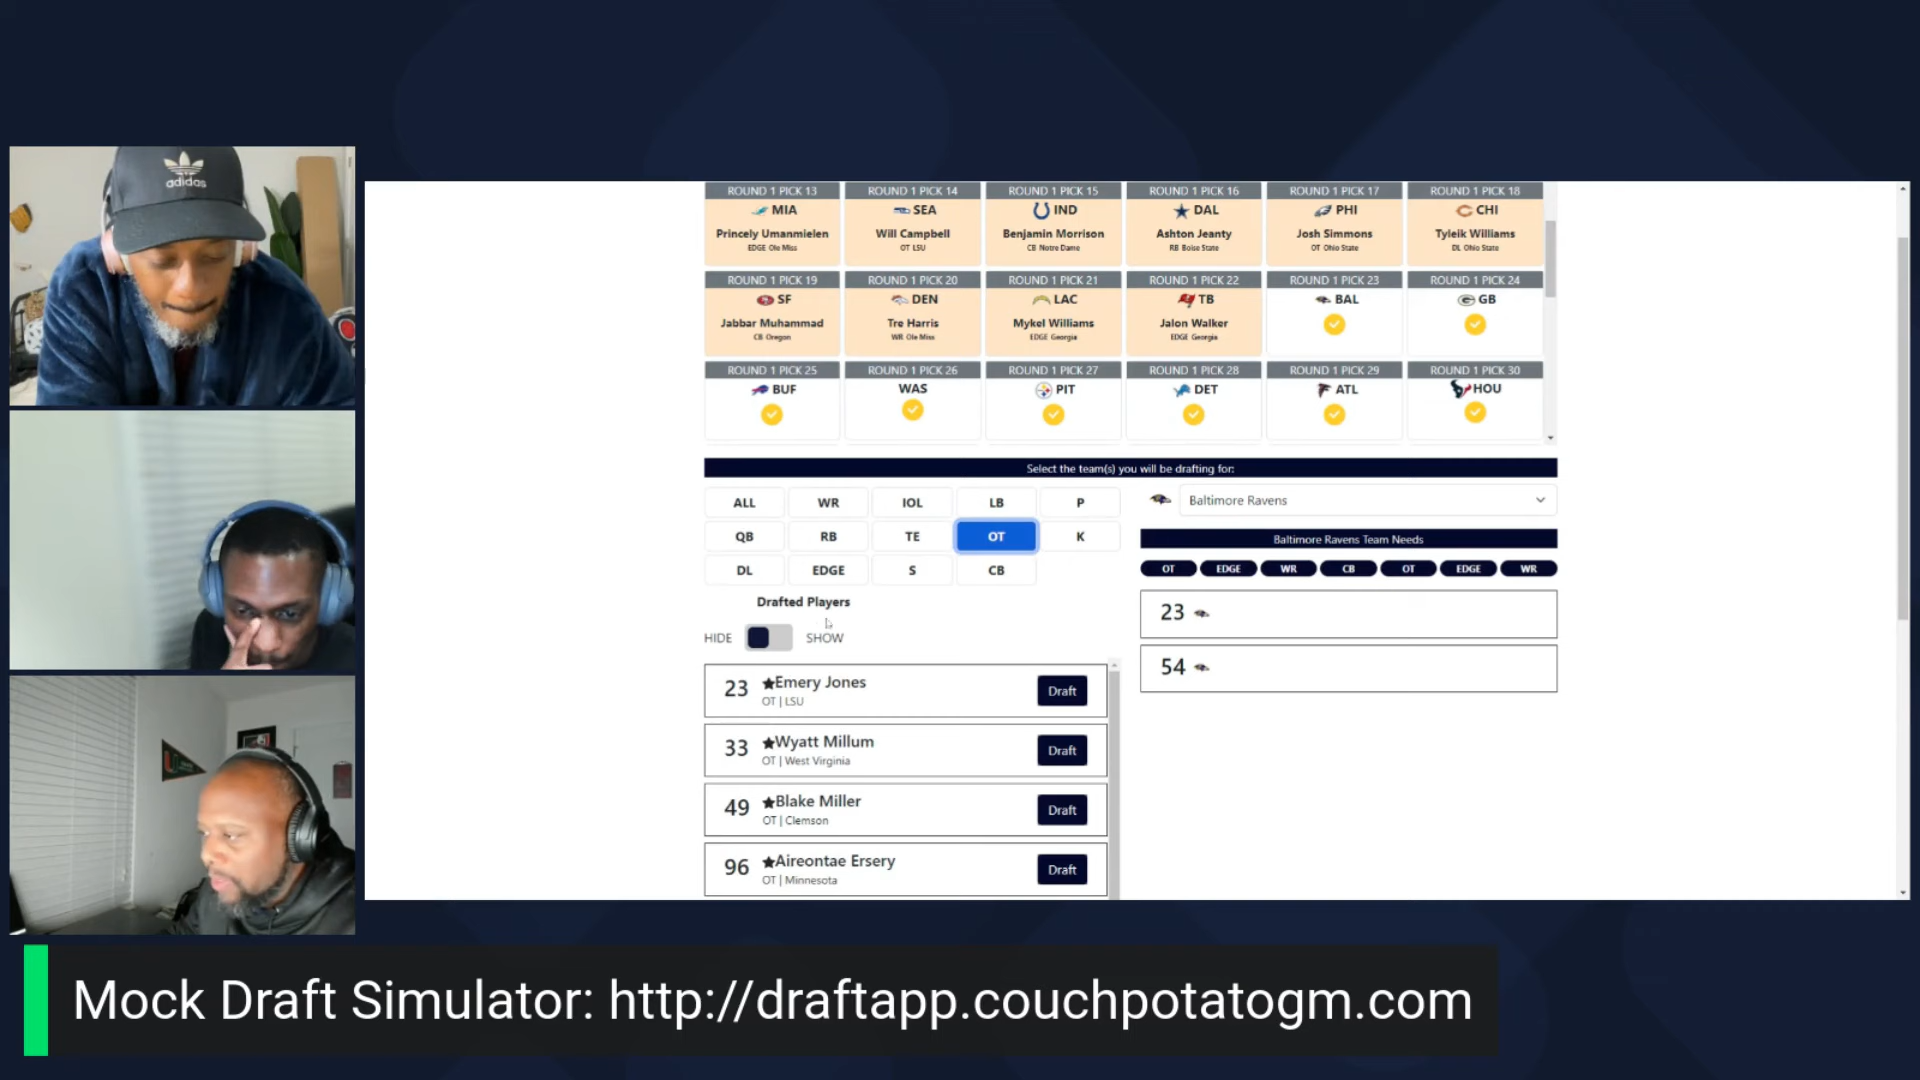 adidas
ROUND 1 PICK 13
MIA
Princely Umanmielen
EDGE Ole Miss
ROUND 1 PICK 14
SEA
Will Campbell
OT LSU
ROUND 1 PICK 15
IND
Benjamin Morrison
CB Notre Dame
ROUND 1 PICK 16
DAL
Ashton Jeanty
RB Boise State
ROUND 1 PICK 17
PHI
Josh Simmons
OT Ohio State
ROUND 1 PICK 18
CHI
Tyleik Williams
DL Ohio State
ROUND 1 PICK 19
SF
Jabbar Muhammad
CB Oregon
ROUND 1 PICK 20
DEN
Tre Harris
WR Ole Miss
ROUND 1 PICK 21
LAC
Mykel Williams
EDGE Georgia
ROUND 1 PICK 22
TB
Jalon Walker
EDGE Georgia
ROUND 1 PICK 23
BAL
ROUND 1 PICK 24
GB
ROUND 1 PICK 25
BUF
ROUND 1 PICK 26
WAS
ROUND 1 PICK 27
PIT
ROUND 1 PICK 28
DET
ROUND 1 PICK 29
ATL
ROUND 1 PICK 30
HOU
Select the team(s) you will be drafting for:
ALL WR IOL LB P
QB RB TE OT K
DL EDGE S CB
Baltimore Ravens
Baltimore Ravens Team Needs
OT EDGE WR CB OT EDGE WR
23
54
Drafted Players
HIDE SHOW
23 ★Emery Jones
OT | LSU
Draft
33 ★Wyatt Millum
OT | West Virginia
Draft
49 ★Blake Miller
OT | Clemson
Draft
96 ★Aireontae Ersery
OT | Minnesota
Draft
Mock Draft Simulator: http://draftapp.couchpotatogm.com